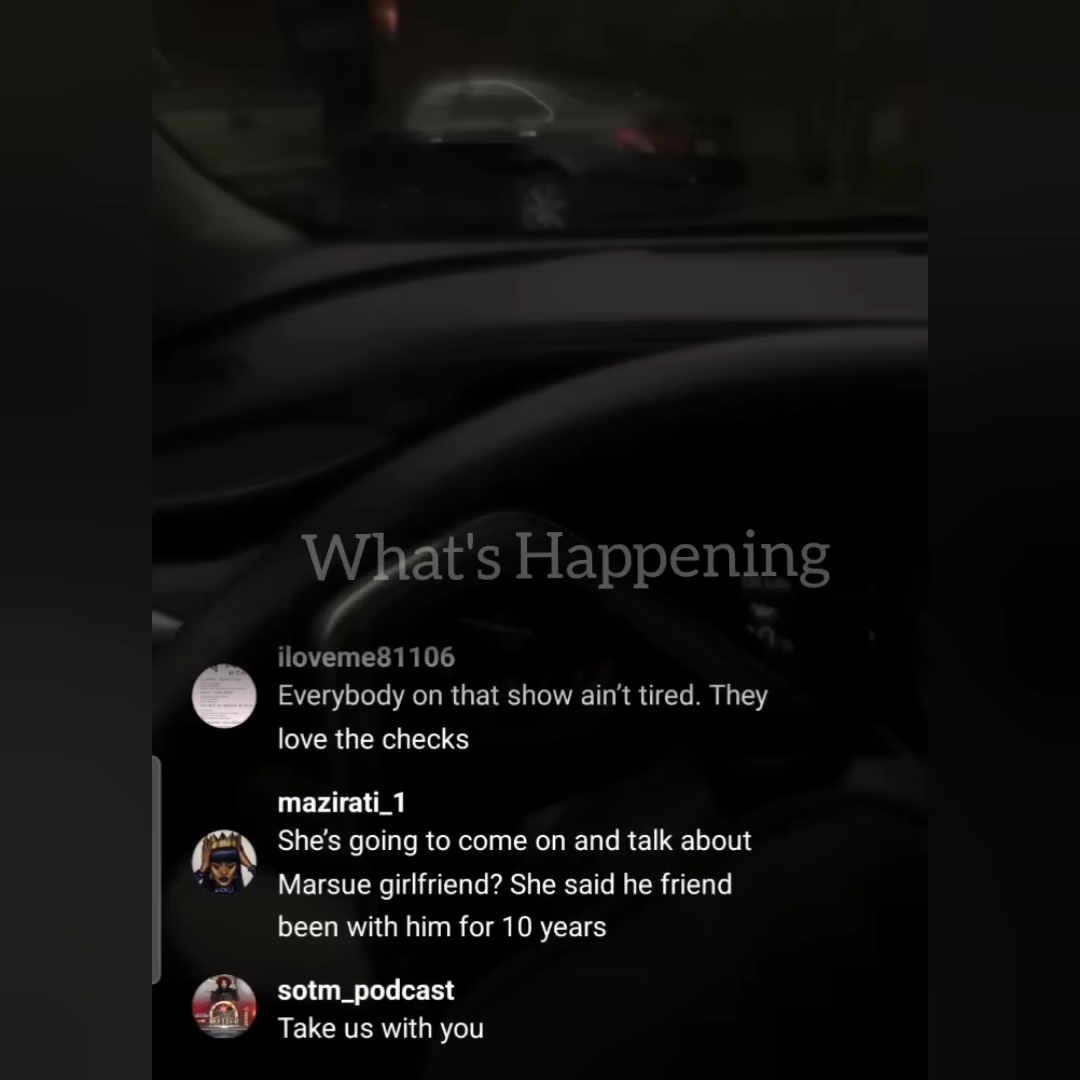 What's Happening
iloveme81106
Everybody on that show ain’t tired. They
love the checks
mazirati_1
She’s going to come on and talk about
Marsue girlfriend? She said he friend
been with him for 10 years
sotm_podcast
Take us with you